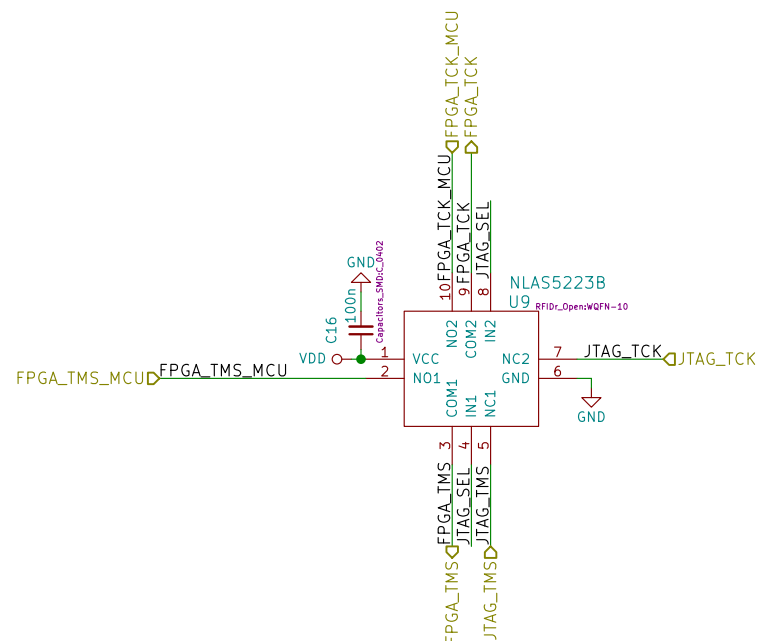 FPGA_TCK_MCU
FPGA_TCK
FPGA_TCK_MCU
FPGA_TCK
JTAG_SEL
GND
Capacitors_SMD:C_0402
100n
C16
10
9
8
NLAS5223B
U9
RFIDr_Open:WQFN-10
NO2
COM2
IN2
VDD
1
VCC
NC2
7
JTAG_TCK
JTAG_TCK
FPGA_TMS_MCU
FPGA_TMS_MCU
2
NO1
GND
6
GND
COM1
IN1
NC1
3
4
5
FPGA_TMS
JTAG_SEL
JTAG_TMS
FPGA_TMS
JTAG_TMS